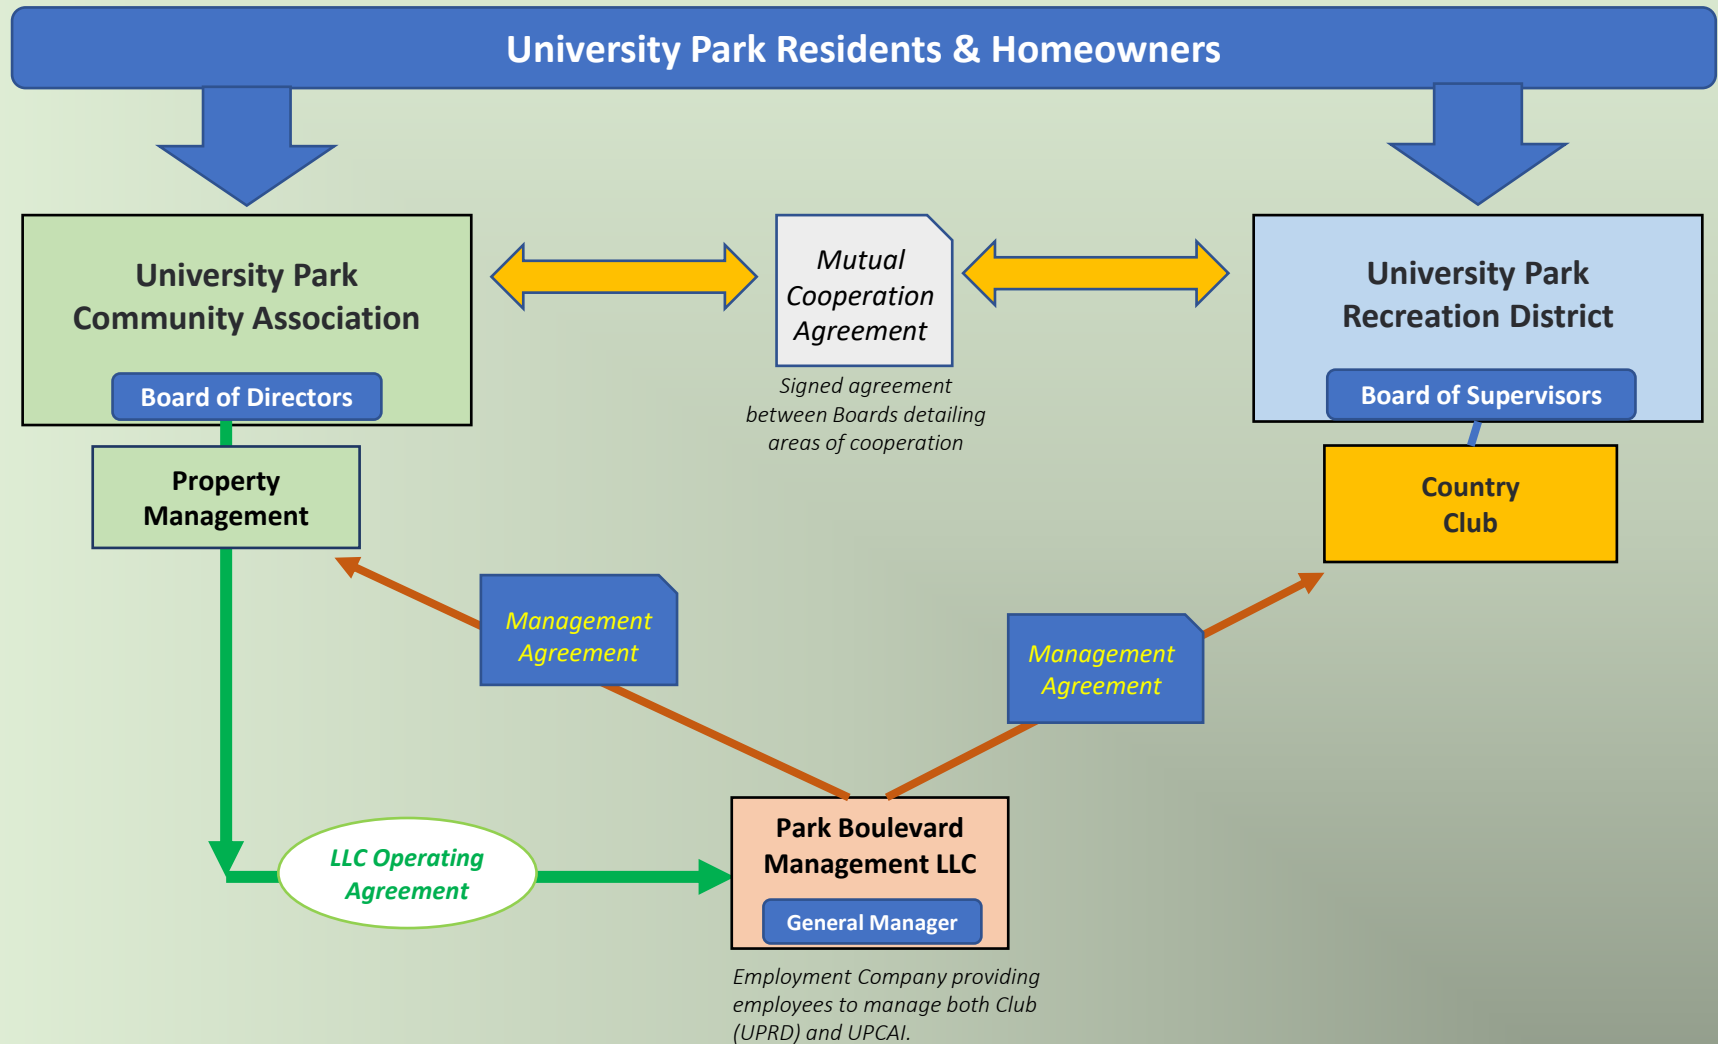 University Park Residents & Homeowners
University Park
Community Association
Board of Directors
Mutual
Cooperation
Agreement
Signed agreement
between Boards detailing
areas of cooperation
University Park
Recreation District
Board of Supervisors
Property
Management
Country
Club
Management
Agreement
Management
Agreement
LLC Operating
Agreement
Park Boulevard
Management LLC
General Manager
Employment Company providing
employees to manage both Club
(UPRD) and UPCAI.